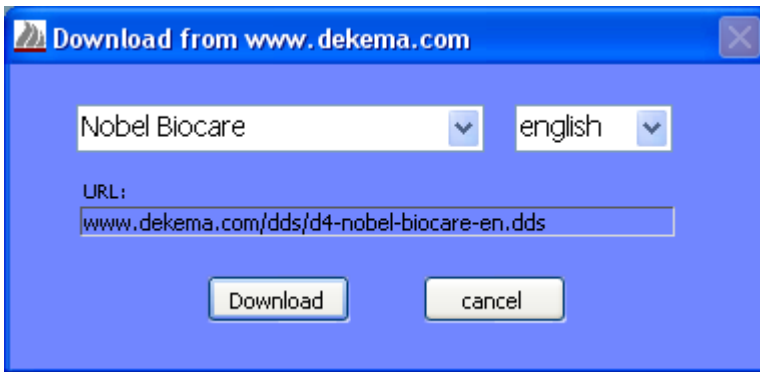 Download from www.dekema.com
Nobel Biocare english
URL:
www.dekema.com/dds/d4-nobel-biocare-en.dds
Download cancel